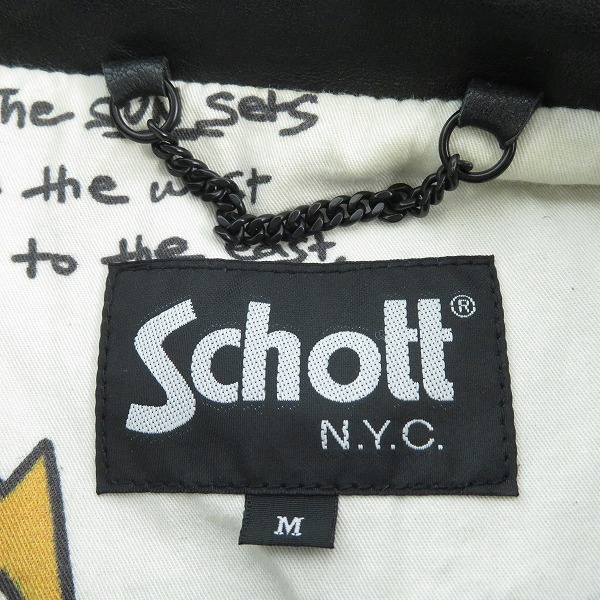 The sun sets
the west
to the east.
Schott®
N.Y.C.
M